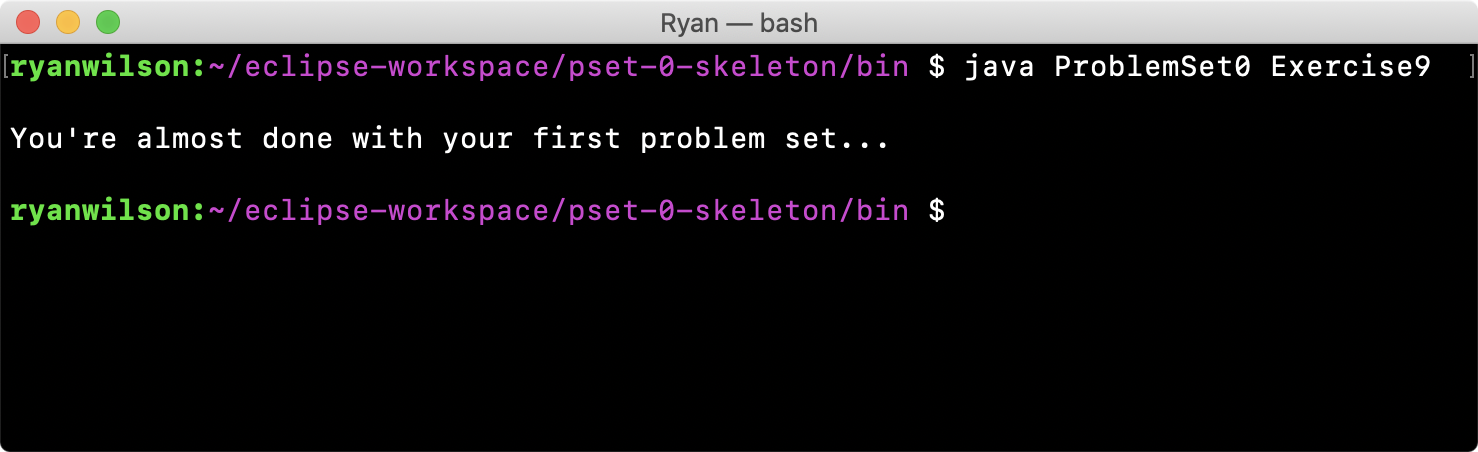 Ryan — bash
[ryanwilson:~/eclipse-workspace/pset-0-skeleton/bin $ java ProblemSet0 Exercise9 ]
You're almost done with your first problem set...
ryanwilson:~/eclipse-workspace/pset-0-skeleton/bin $